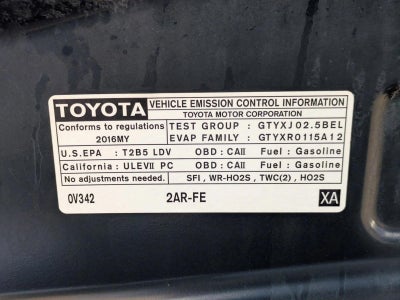 TOYOTA VEHICLE EMISSION CONTROL INFORMATION
TOYOTA MOTOR CORPORATION
Conforms to regulations TEST GROUP : GTYXJ02.5BEL
2016MY EVAP FAMILY : GTYXR0115A12
U.S.EPA : T2B5 LDV OBD : CAII Fuel : Gasoline
California : ULEVII PC OBD : CAII Fuel : Gasoline
No adjustments needed. SFI , WR-HO2S , TWC(2) , HO2S
0V342 2AR-FE XA